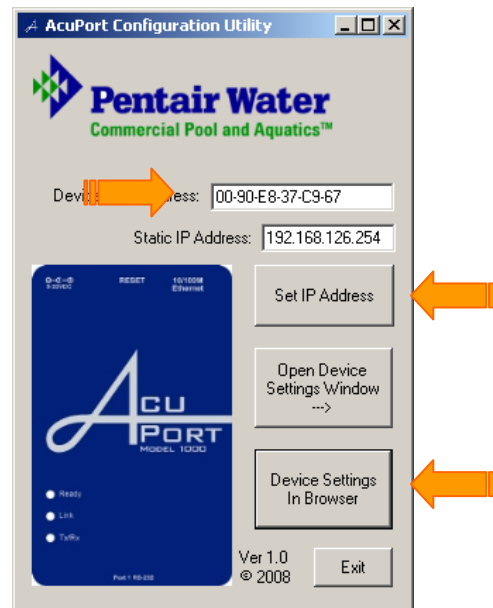 AcuPort Configuration Utility
Pentair Water
Commercial Pool and Aquatics™
00-90-E8-37-C9-67
Static IP Address: 192.168.126.254
9-30VDC RESET 10/100M
Ethernet
Set IP Address
Open Device
Settings Window
--->
ACU
PORT
MODEL 1000
Device Settings
In Browser
Ready
Link
Tx/Rx
Port 1 RS-232
Ver 1.0
© 2008
Exit